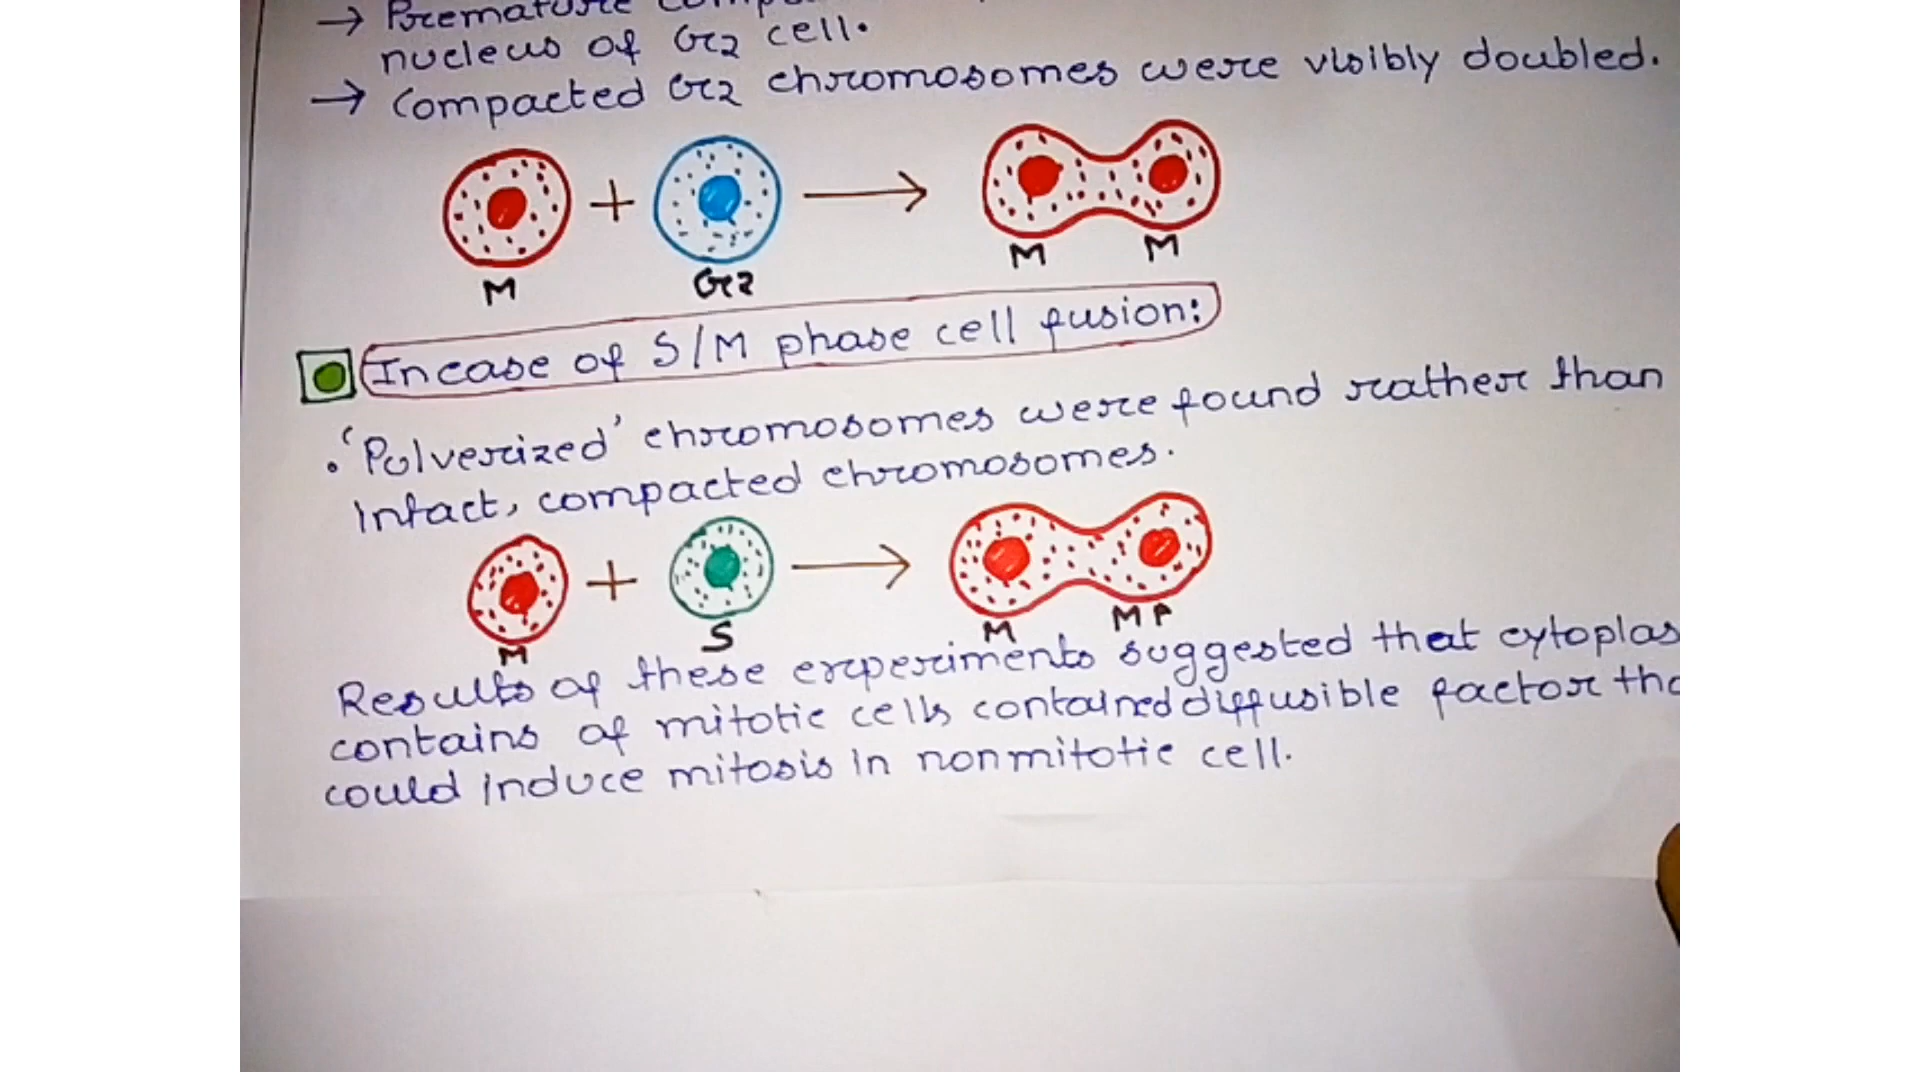 → Premature
nucleus of G2 cell.
→ Compacted G2 chromosomes were visibly doubled.
M + G2 → M M
Incase of S/M phase cell fusion:
• 'Pulverized' chromosomes were found rather than
intact, compacted chromosomes.
M + S → M
Results of these experiments suggested that cytoplas
contains of mitotic cells contained diffusible factor tha
could induce mitosis in nonmitotic cell.